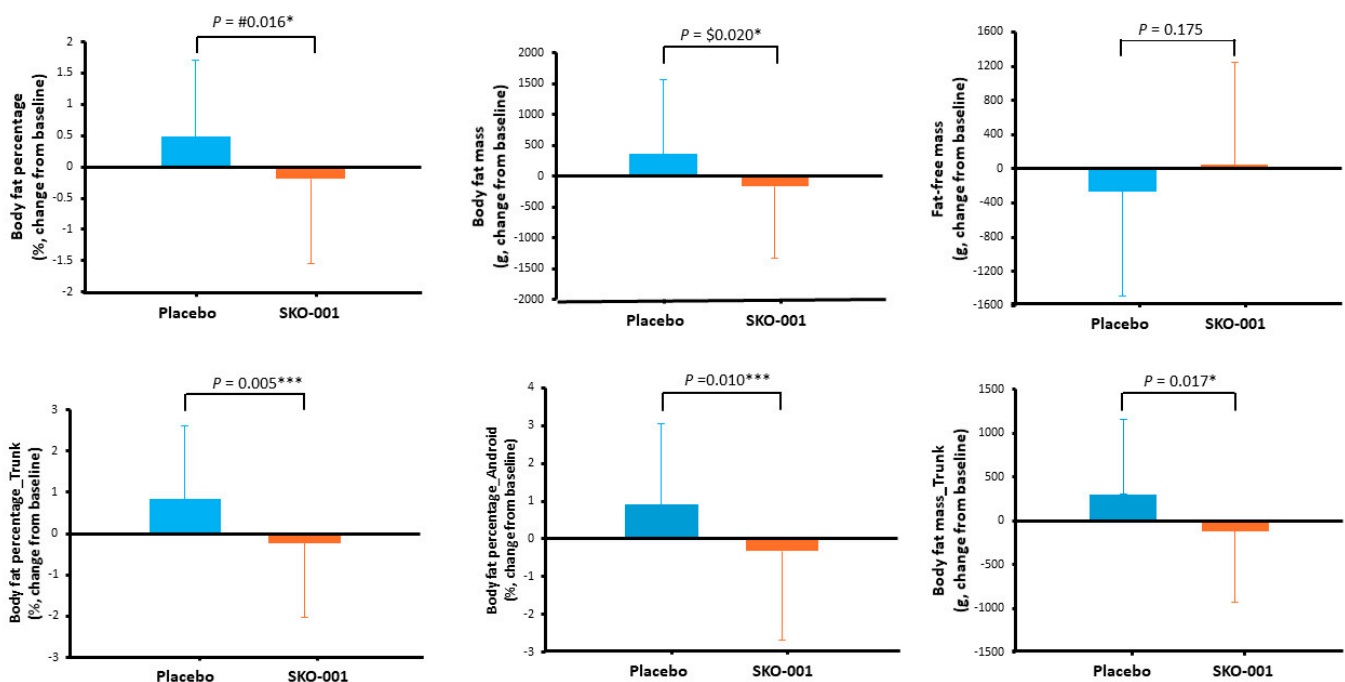 P = #0.016*
Body fat percentage
(%, change from baseline)
2
1.5
1
0.5
0
-0.5
-1
-1.5
-2
Placebo
SKO-001
P = $0.020*
Body fat mass
(g, change from baseline)
2000
1500
1000
500
0
-500
-1000
-1500
-2000
Placebo
SKO-001
P = 0.175
Fat-free mass
(g, change from baseline)
1600
1200
800
400
0
-400
-800
-1200
-1600
Placebo
SKO-001
P = 0.005***
Body fat percentage_Trunk
(%, change from baseline)
3
2
1
0
-1
-2
-3
Placebo
SKO-001
P =0.010***
Body fat percentage_Android
(%, change from baseline)
4
3
2
1
0
-1
-2
-3
Placebo
SKO-001
P = 0.017*
Body fat mass_Trunk
(g, change from baseline)
1500
1000
500
0
-500
-1000
-1500
Placebo
SKO-001